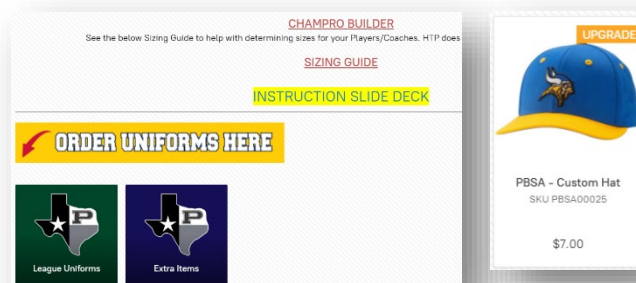 CHAMPRO BUILDER
See the below Sizing Guide to help with determining sizes for your Players/Coaches. HTP does
SIZING GUIDE
INSTRUCTION SLIDE DECK
ORDER UNIFORMS HERE
P
League Uniforms
P
Extra Items
UPGRADE
PBSA - Custom Hat
SKU PBSA00025
$7.00